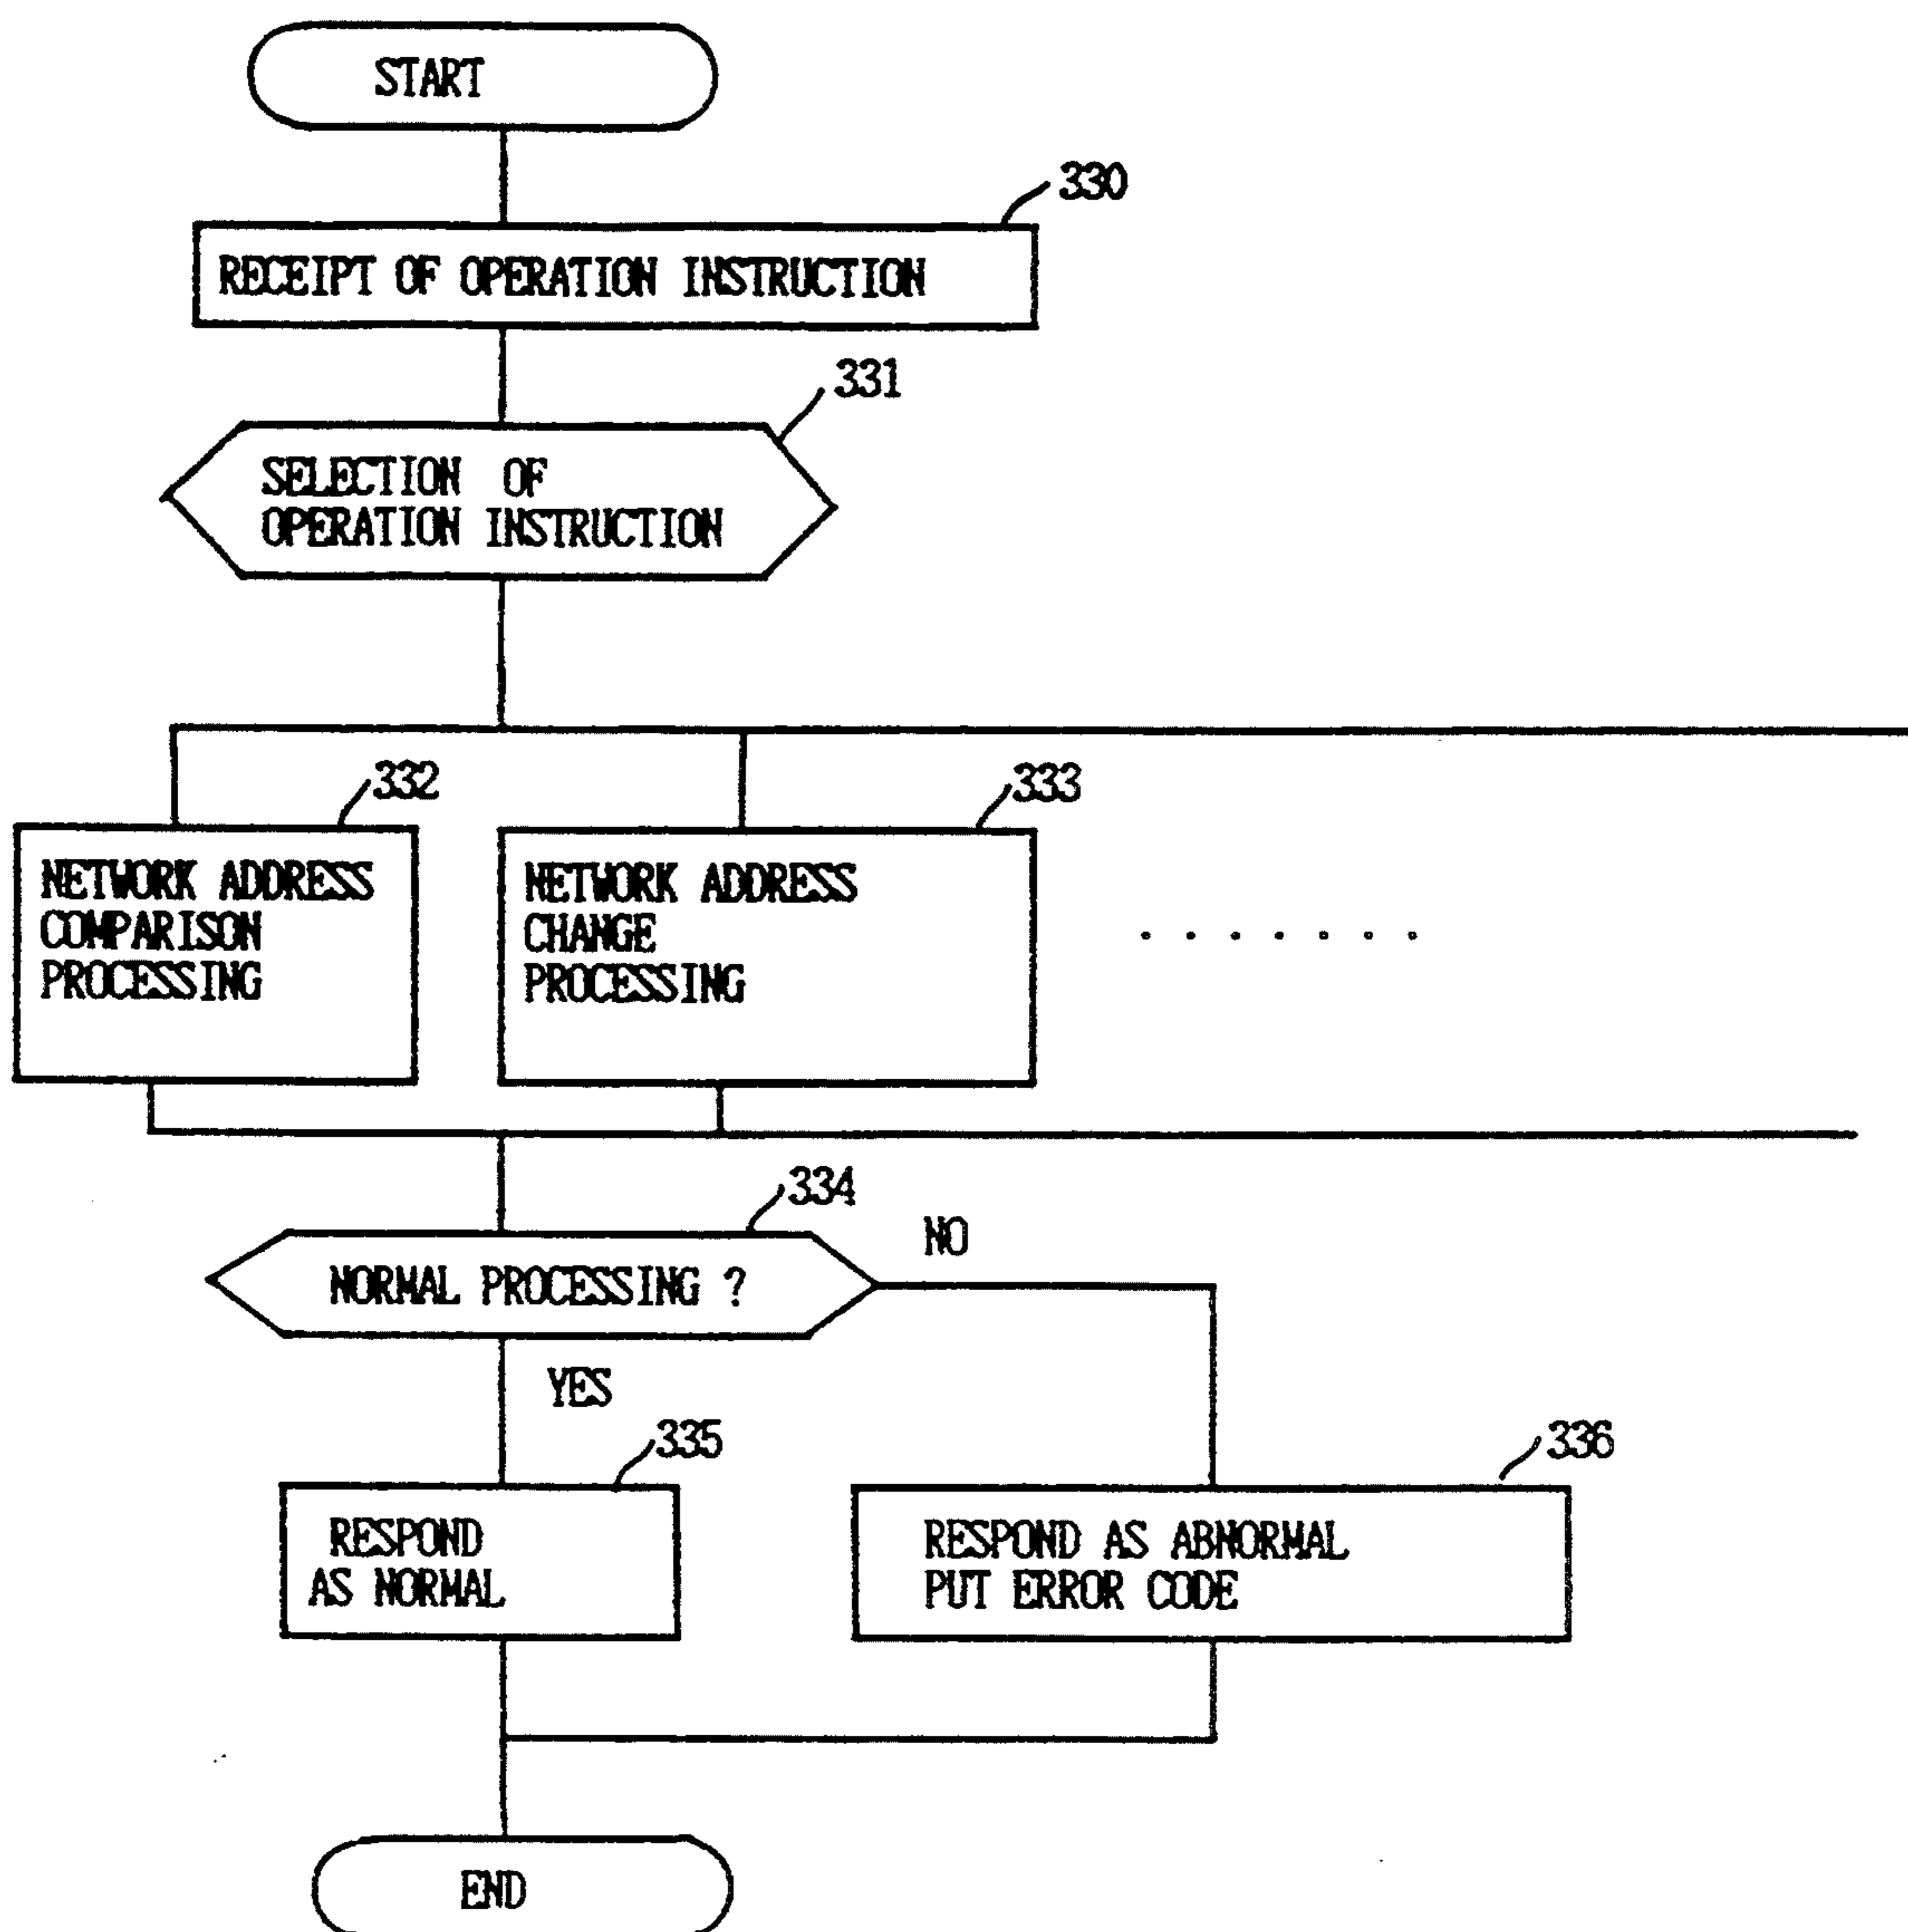 START
330
RECEIPT OF OPERATION INSTRUCTION
331
SELECTION OF
OPERATION INSTRUCTION
332
333
NETWORK ADDRESS
COMPARISON
PROCESSING
NETWORK ADDRESS
CHANGE
PROCESSING
. . . . . . .
334
NO
NORMAL PROCESSING ?
YES
335
336
RESPOND
AS NORMAL
RESPOND AS ABNORMAL
PUT ERROR CODE
END